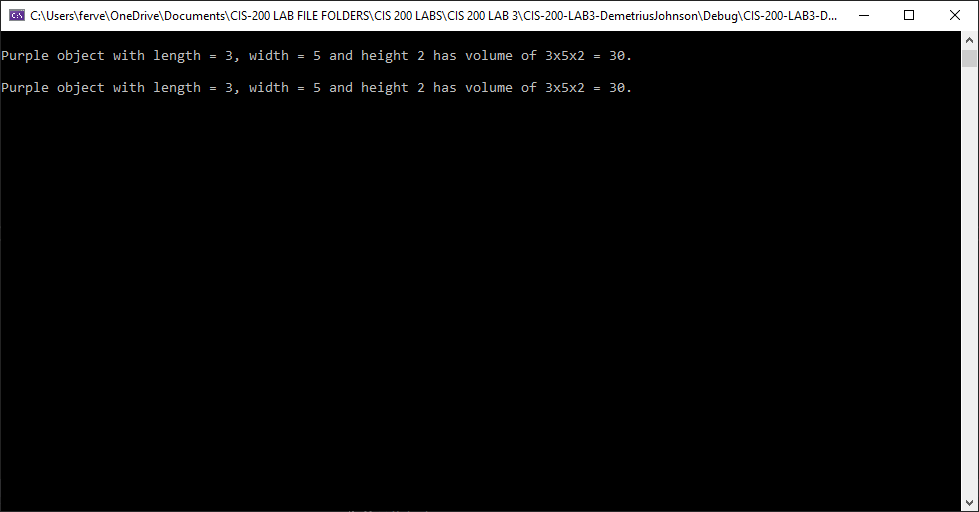 C:\Users\ferve\OneDrive\Documents\CIS-200 LAB FILE FOLDERS\CIS 200 LABS\CIS 200 LAB 3\CIS-200-LAB3-DemetriusJohnson\Debug\CIS-200-LAB3-D...
Purple object with length = 3, width = 5 and height 2 has volume of 3x5x2 = 30.
Purple object with length = 3, width = 5 and height 2 has volume of 3x5x2 = 30.